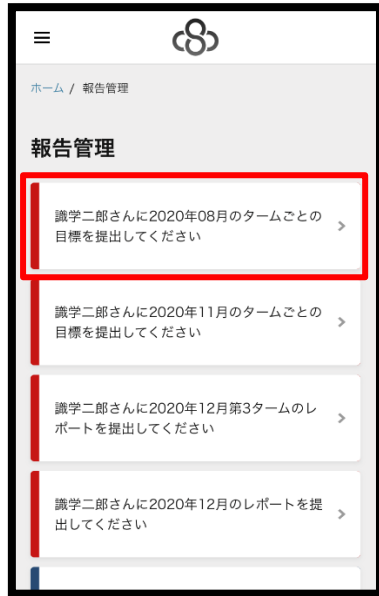 ホーム / 報告管理
報告管理
識学二郎さんに2020年08月のタームごとの
目標を提出してください
識学二郎さんに2020年11月のタームごとの
目標を提出してください
識学二郎さんに2020年12月第3タームのレ
ポートを提出してください
識学二郎さんに2020年12月のレポートを提
出してください